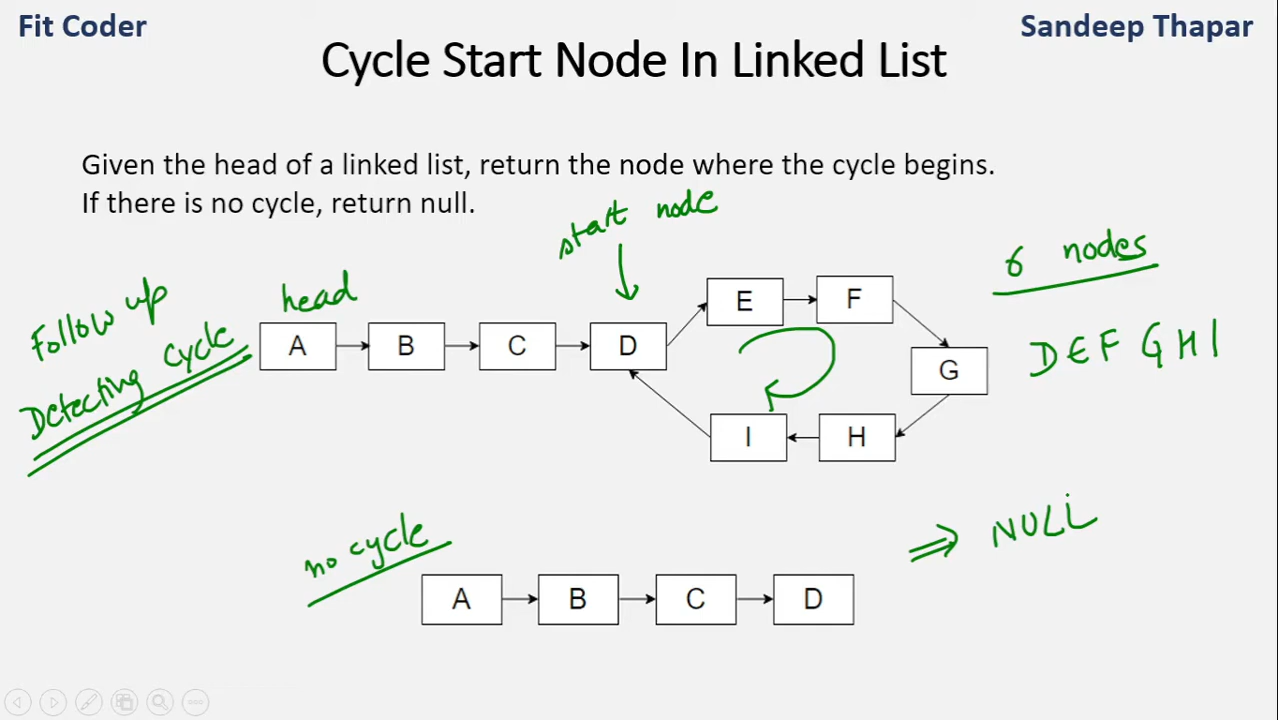 Fit Coder
Sandeep Thapar
Cycle Start Node In Linked List
Given the head of a linked list, return the node where the cycle begins.
If there is no cycle, return null.
start node
6 nodes
Follow up
Detecting cycle
head
A B C D E F G H I
D E F G H I
no cycle
A B C D
⇒ NULL